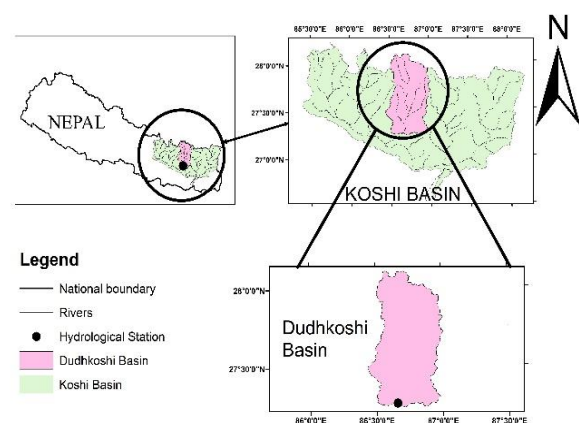 NEPAL
85°30'0"E 86°0'0"E 86°30'0"E 87°0'0"E 87°30'0"E 88°0'0"E
28°0'0"N
27°30'0"N
27°0'0"N
KOSHI BASIN
N
Legend
National boundary
Rivers
Hydrological Station
Dudhkoshi Basin
Koshi Basin
28°0'0"N
27°30'0"N
Dudhkoshi
Basin
86°0'0"E 86°30'0"E 87°0'0"E 87°30'0"E